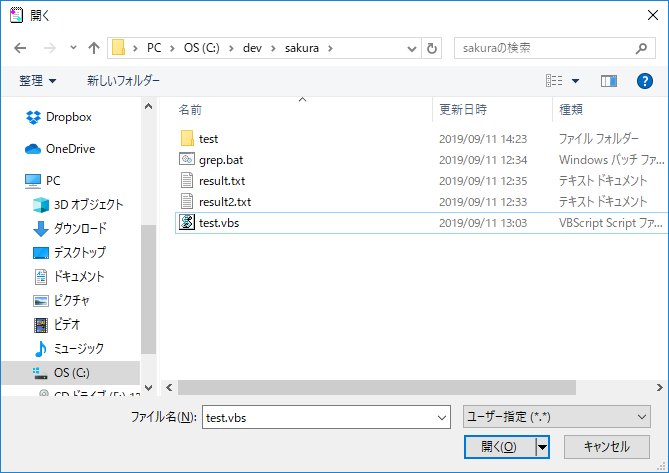 開く
PC > OS (C:) > dev > sakura >
sakuraの検索
整理 新しいフォルダー
名前 更新日時 種類
Dropbox
OneDrive
PC
3D オブジェクト
ダウンロード
デスクトップ
ドキュメント
ピクチャ
ビデオ
ミュージック
OS (C:)
test 2019/09/11 14:23 ファイル フォルダー
grep.bat 2019/09/11 12:34 Windows バッチ ファ...
result.txt 2019/09/11 12:35 テキスト ドキュメント
result2.txt 2019/09/11 12:33 テキスト ドキュメント
test.vbs 2019/09/11 13:03 VBScript Script ファ...
ファイル名(N): test.vbs
ユーザー指定 (*.*)
開く(O) キャンセル